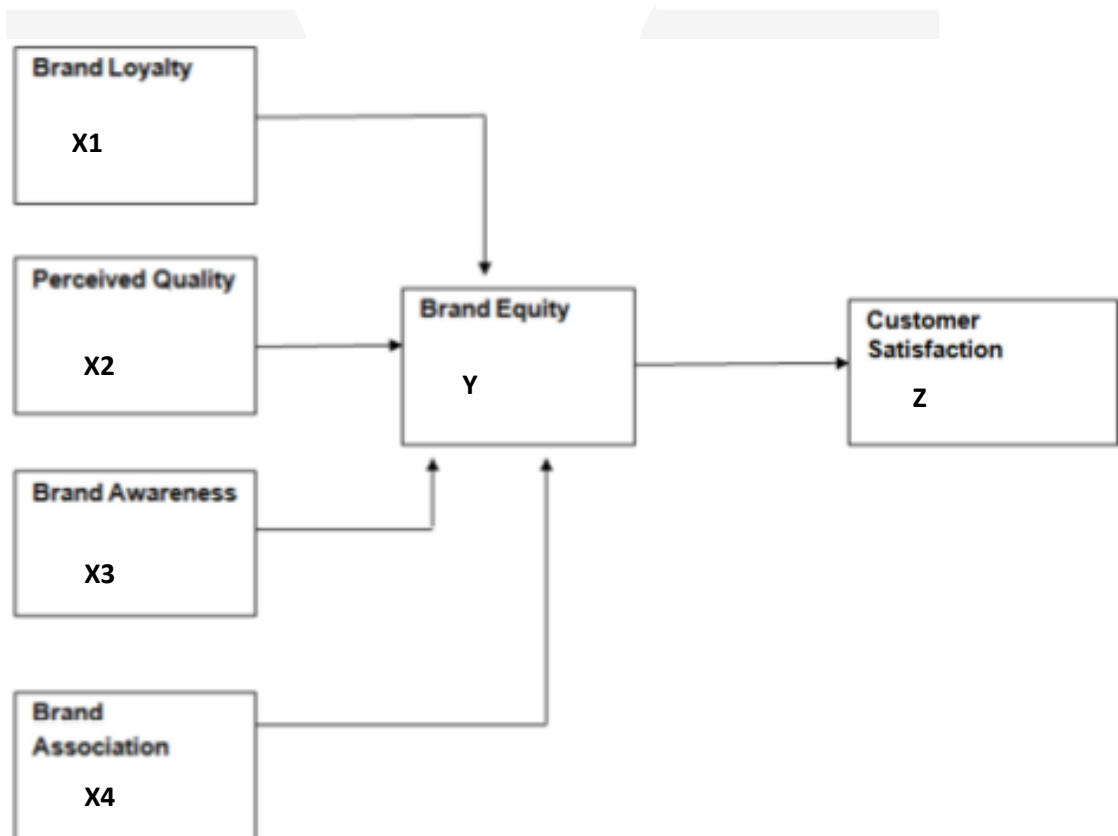 Brand Loyalty
X1
Perceived Quality
X2
Brand Equity
Y
Customer
Satisfaction
Z
Brand Awareness
X3
Brand
Association
X4